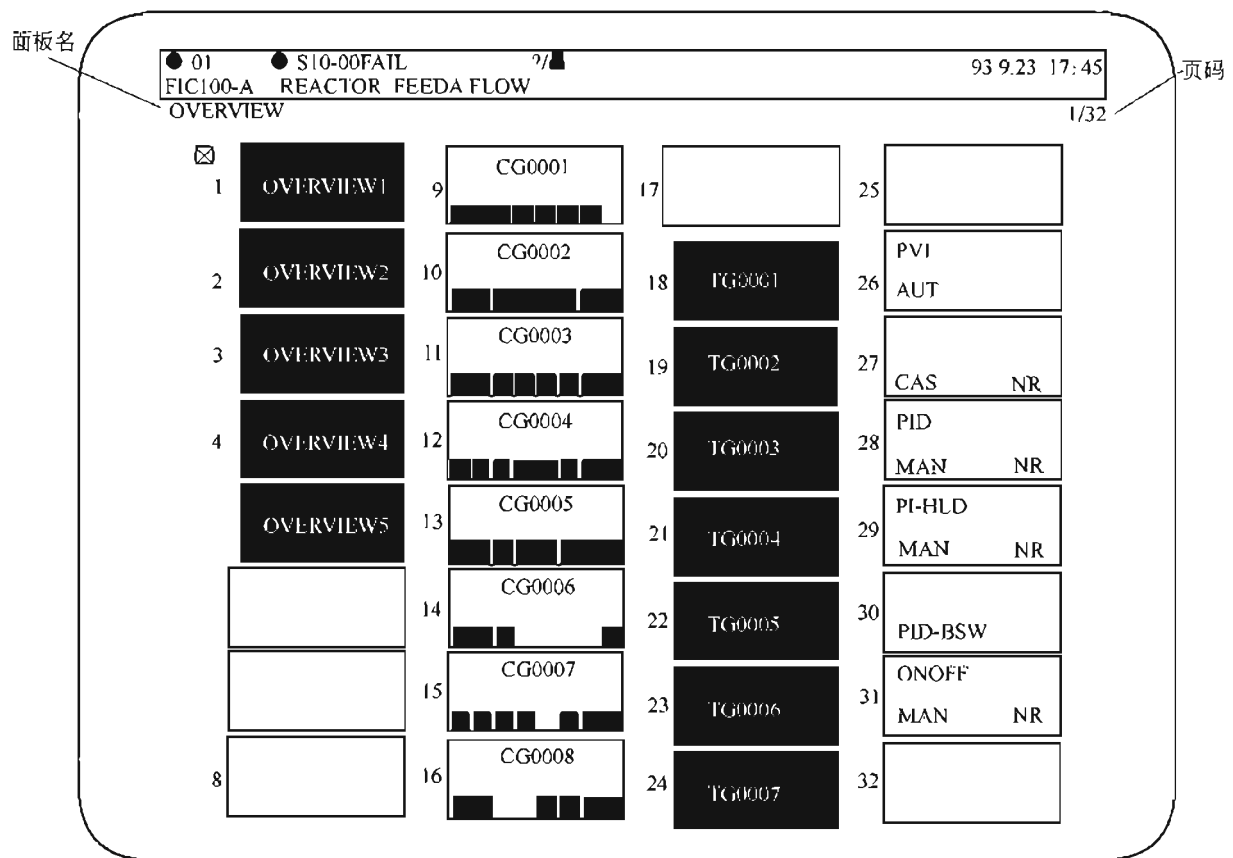 面板名
01 S10-00FAIL 2/
93 9.23 17:45
FIC100-A REACTOR FEEDA FLOW
页码
OVERVIEW
1/32
1 OVERVIEW1
2 OVERVIEW2
3 OVERVIEW3
4 OVERVIEW4
OVERVIEW5
8
9 CG0001
10 CG0002
11 CG0003
12 CG0004
13 CG0005
14 CG0006
15 CG0007
16 CG0008
17
18 TG0001
19 TG0002
20 TG0003
21 TG0004
22 TG0005
23 TG0006
24 TG0007
25
26 PVI
AUT
27
CAS NR
28 PID
MAN NR
29 PI-HLD
MAN NR
30
PID-BSW
31 ONOFF
MAN NR
32